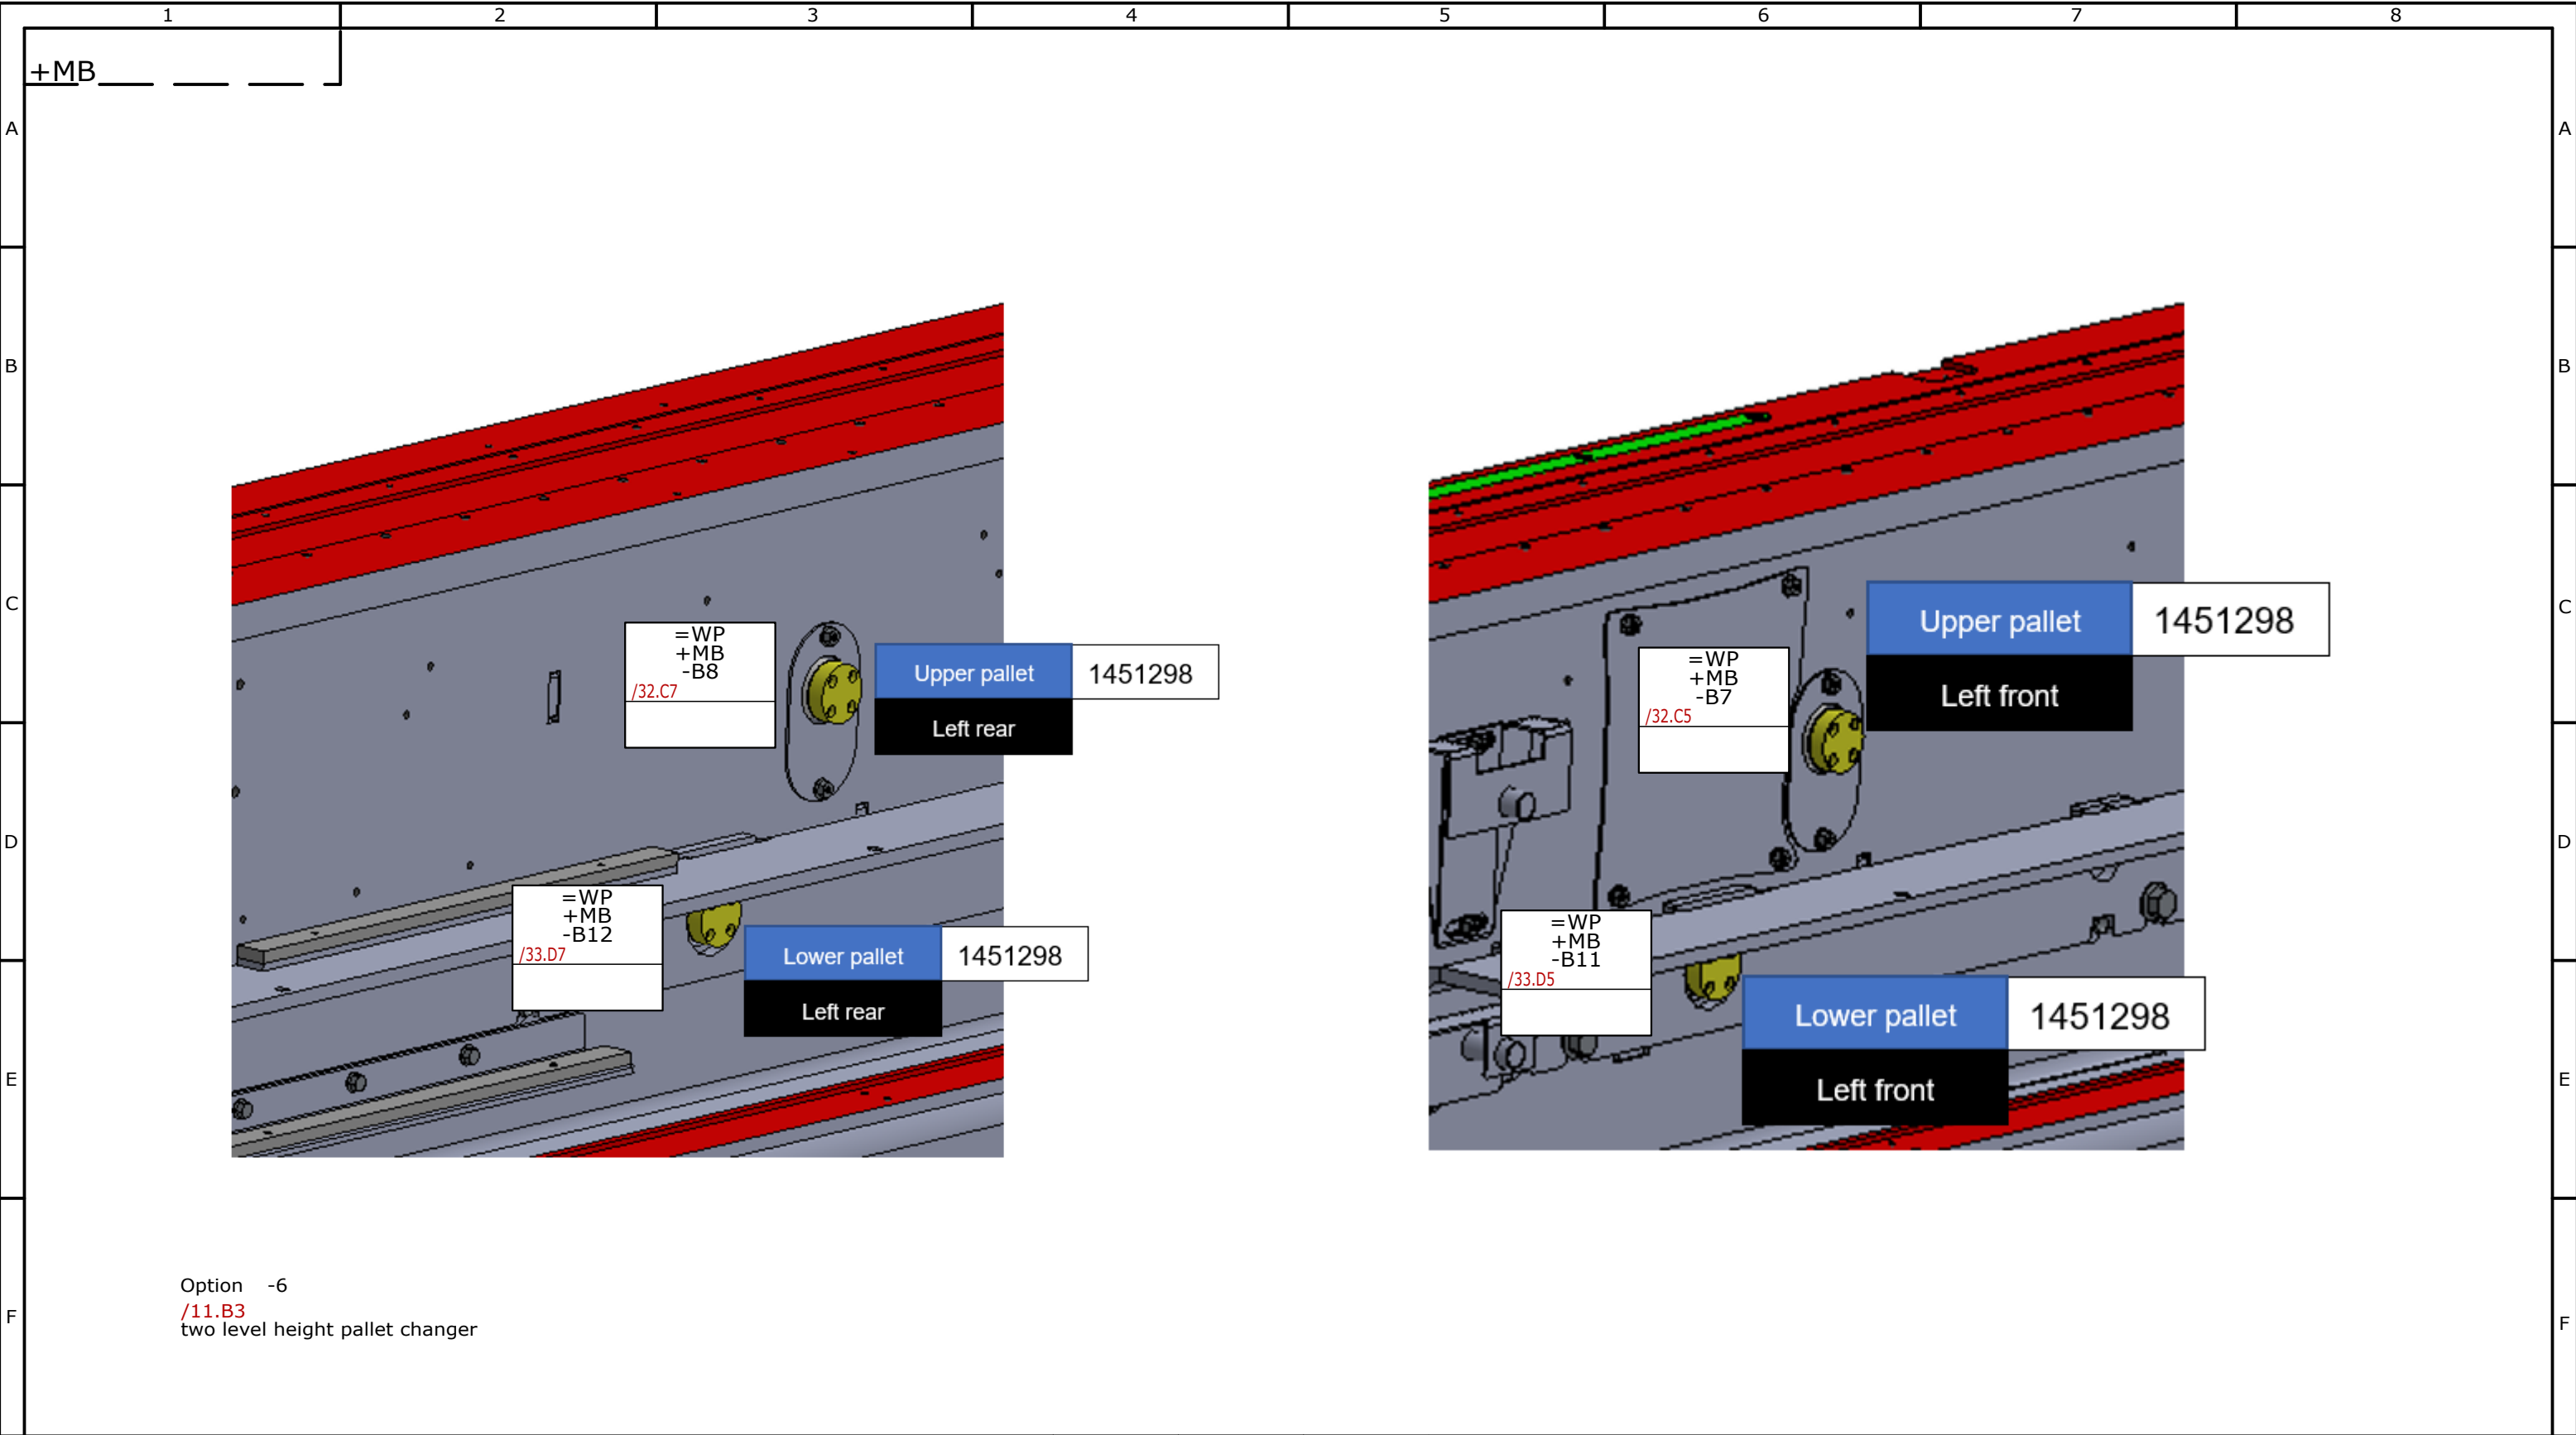 1 2 3 4 5 6 7 8
+MB
A A
B B
C C
D D
E E
F F
=WP
+MB
-B8
/32.C7
Upper pallet 1451298
Left rear
=WP
+MB
-B12
/33.D7
Lower pallet 1451298
Left rear
=WP
+MB
-B7
/32.C5
Upper pallet 1451298
Left front
=WP
+MB
-B11
/33.D5
Lower pallet 1451298
Left front
Option -6
/11.B3
two level height pallet changer